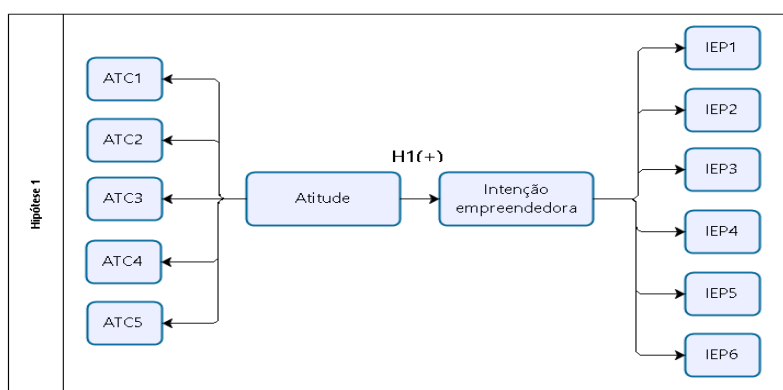 Hipótese 1
ATC1
ATC2
ATC3
ATC4
ATC5
Atitude
H1(+)
Intenção
empreendedora
IEP1
IEP2
IEP3
IEP4
IEP5
IEP6